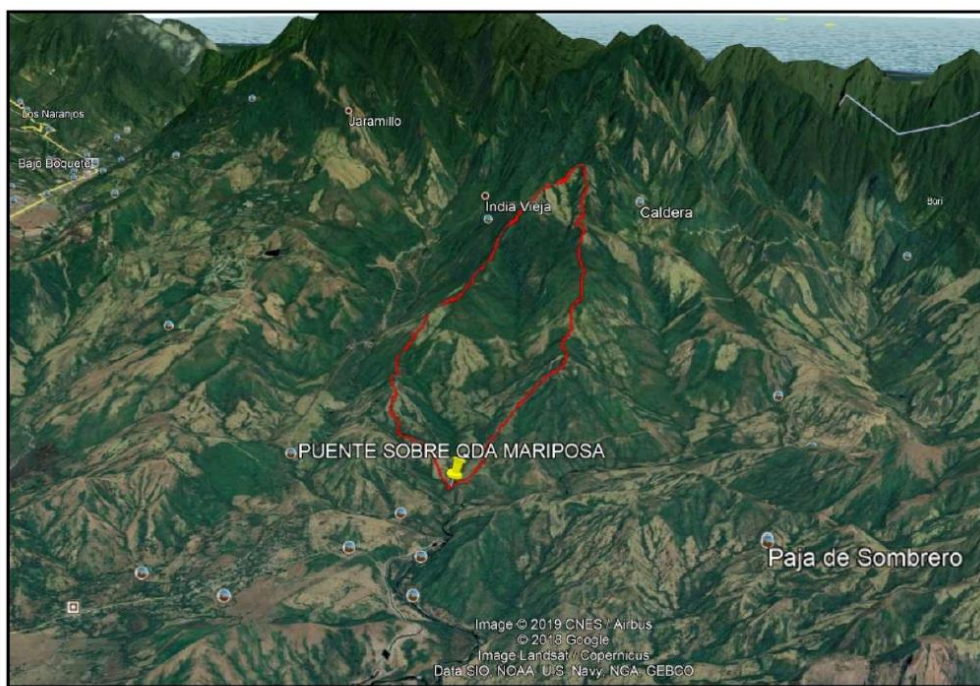 Los Naranjos
Jaramillo
Bajo Boquete
India Vieja
Caldera
Buri
PUENTE SOBRE QDA MARIPOSA
Paja de Sombrero
Image © 2019 CNES / Airbus
© 2018 Google
Image Landsat / Copernicus
Data SIO, NOAA, U.S. Navy, NGA, GEBCO